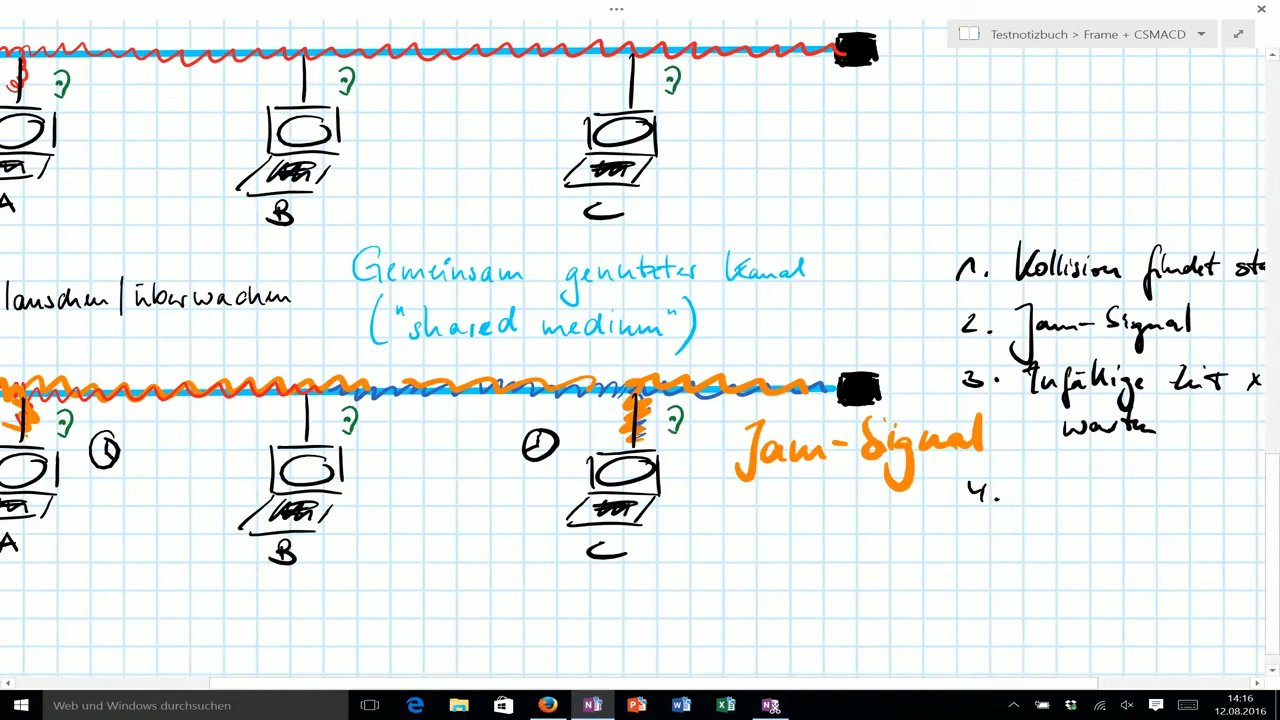 Testnotizbuch > Frame + CSMACD
A
B
C
lauschen/überwachen
Gemeinsam genutzter Kanal
("shared medium")
1. Kollision findet sta
2. Jam-Signal
3. Zufällige Zeit x
warten
4.
Jam-Signal
A
B
C
Web und Windows durchsuchen
14:16
12.08.2016